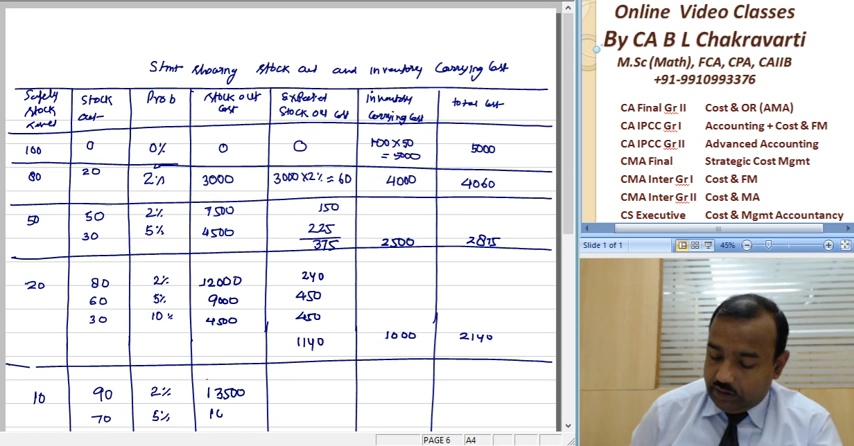 Stmt showing stock out and inventory carrying cost
Safety Stock Level | Stock out | Prob | Stock out Cost | Expected Stock out Cost | inventory Carrying Cost | total Cost
100 | 0 | 0% | 0 | 0 | 100 × 50 = 5000 | 5000
80 | 20 | 2% | 3000 | 3000 × 2% = 60 | 4000 | 4060
50 | 50 | 2% | 7500 | 150
30 | 5% | 4500 | 225
375 | 2500 | 2875
20 | 80 | 2% | 12000 | 240
60 | 5% | 9000 | 450
30 | 10% | 4500 | 450
1140 | 1000 | 2140
10 | 90 | 2% | 13500
70 | 5% | 10
PAGE 6 A4
Online Video Classes
By CA B L Chakravarti
M.Sc (Math), FCA, CPA, CAIIB
+91-9910993376
CA Final Gr II Cost & OR (AMA)
CA IPCC Gr I Accounting + Cost & FM
CA IPCC Gr II Advanced Accounting
CMA Final Strategic Cost Mgmt
CMA Inter Gr I Cost & FM
CMA Inter Gr II Cost & MA
CS Executive Cost & Mgmt Accountancy
Slide 1 of 1 45%